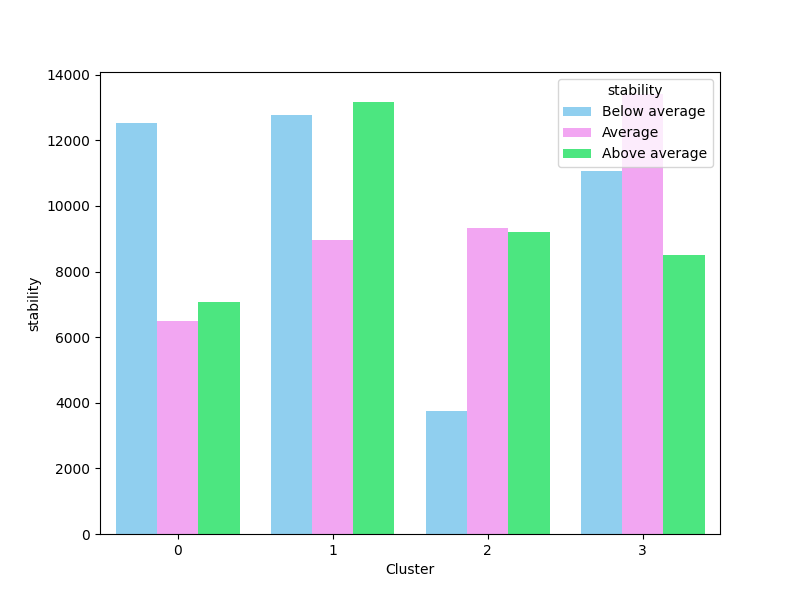 14000
12000
10000
8000
6000
4000
2000
0
stability
stability
Below average
Average
Above average
0 1 2 3
Cluster